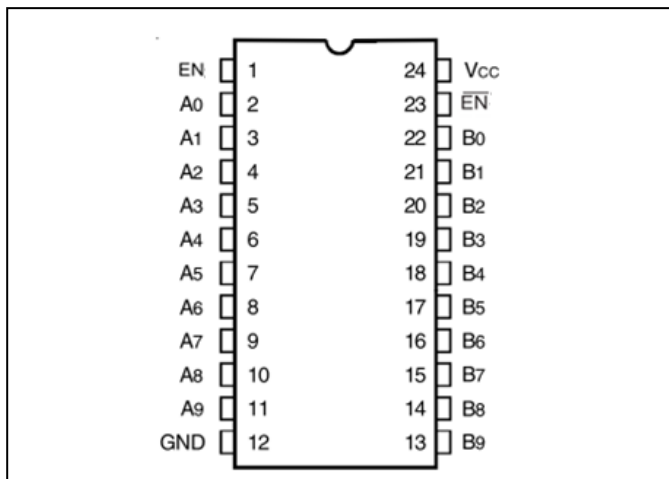 EN 1 24 Vcc
A0 2 23 E̅N̅
A1 3 22 B0
A2 4 21 B1
A3 5 20 B2
A4 6 19 B3
A5 7 18 B4
A6 8 17 B5
A7 9 16 B6
A8 10 15 B7
A9 11 14 B8
GND 12 13 B9